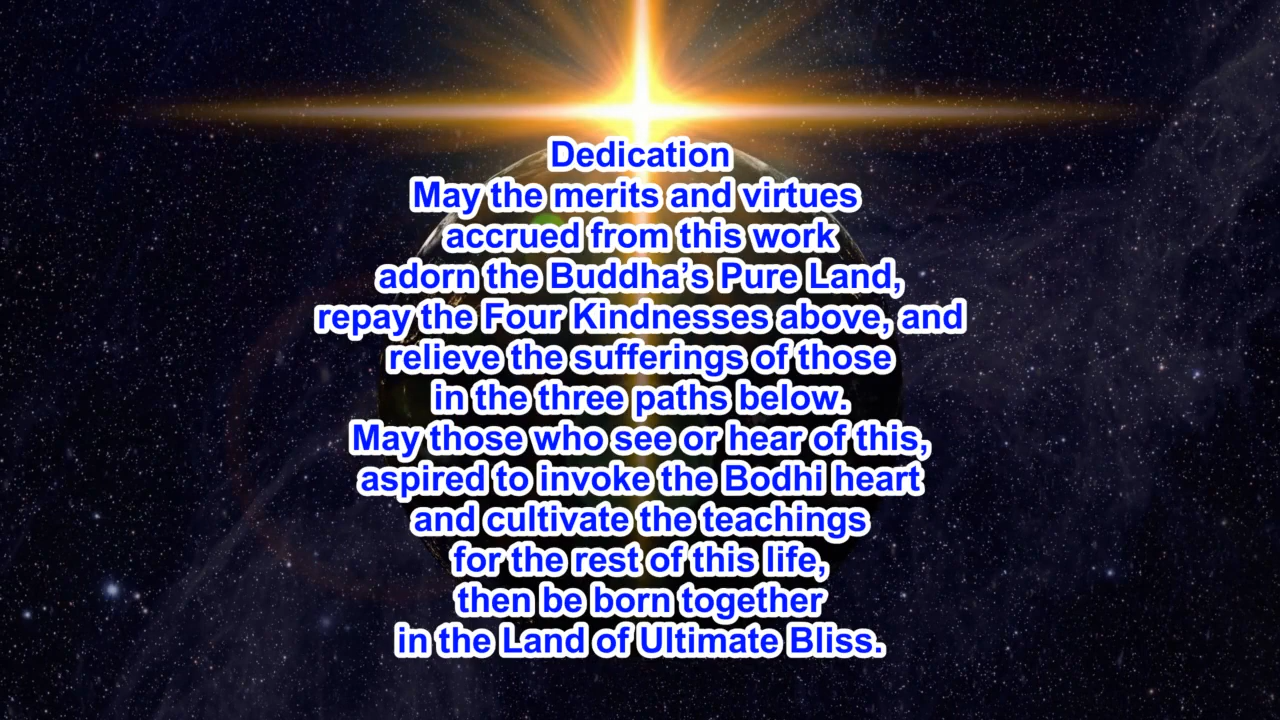 Dedication
May the merits and virtues
accrued from this work
adorn the Buddha’s Pure Land,
repay the Four Kindnesses above, and
relieve the sufferings of those
in the three paths below.
May those who see or hear of this,
aspired to invoke the Bodhi heart
and cultivate the teachings
for the rest of this life,
then be born together
in the Land of Ultimate Bliss.